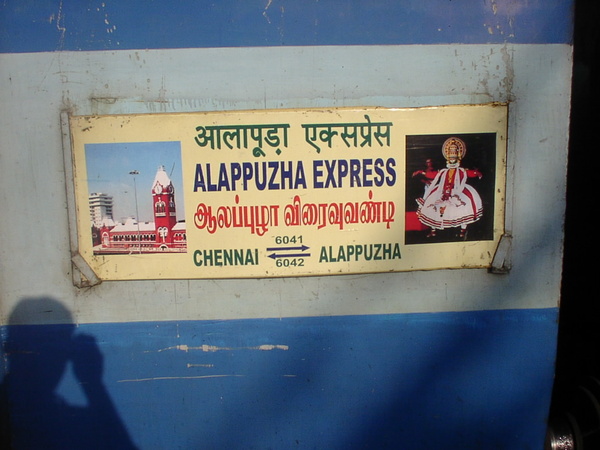 आलापूड़ा एक्सप्रेस
ALAPPUZHA EXPRESS
ஆலப்புழா விரைவுவண்டி
6041
CHENNAI ALAPPUZHA
6042